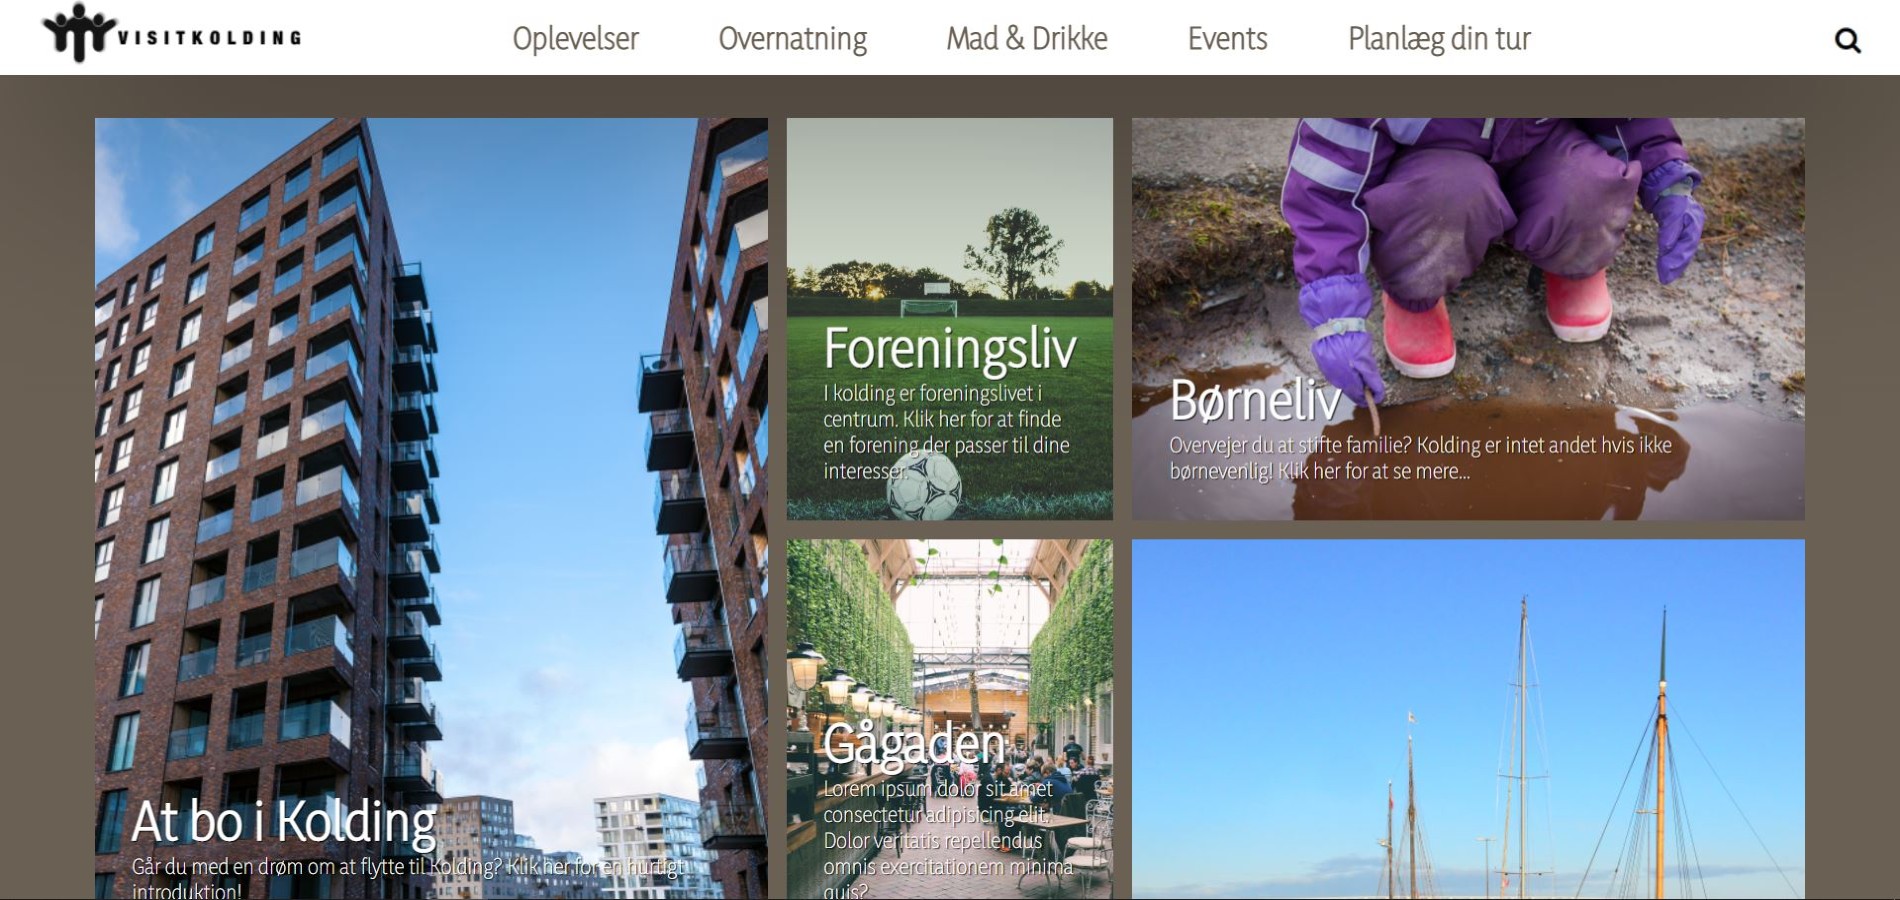 VISITKOLDING
Oplevelser
Overnatning
Mad & Drikke
Events
Planlæg din tur
Foreningsliv
I kolding er foreningslivet i
centrum. Klik her for at finde
en forening der passer til dine
interesser.
Børneliv
Overvejer du at stifte familie? Kolding er intet andet hvis ikke
børnevenlig! Klik her for at se mere...
Gågaden
Lorem ipsum dolor sit amet
consectetur adipisicing elit.
Dolor veritatis repellendus
omnis exercitationem minima
quis?
At bo i Kolding
Går du med en drøm om at flytte til Kolding? Klik her for en hurtigt
introduktion!